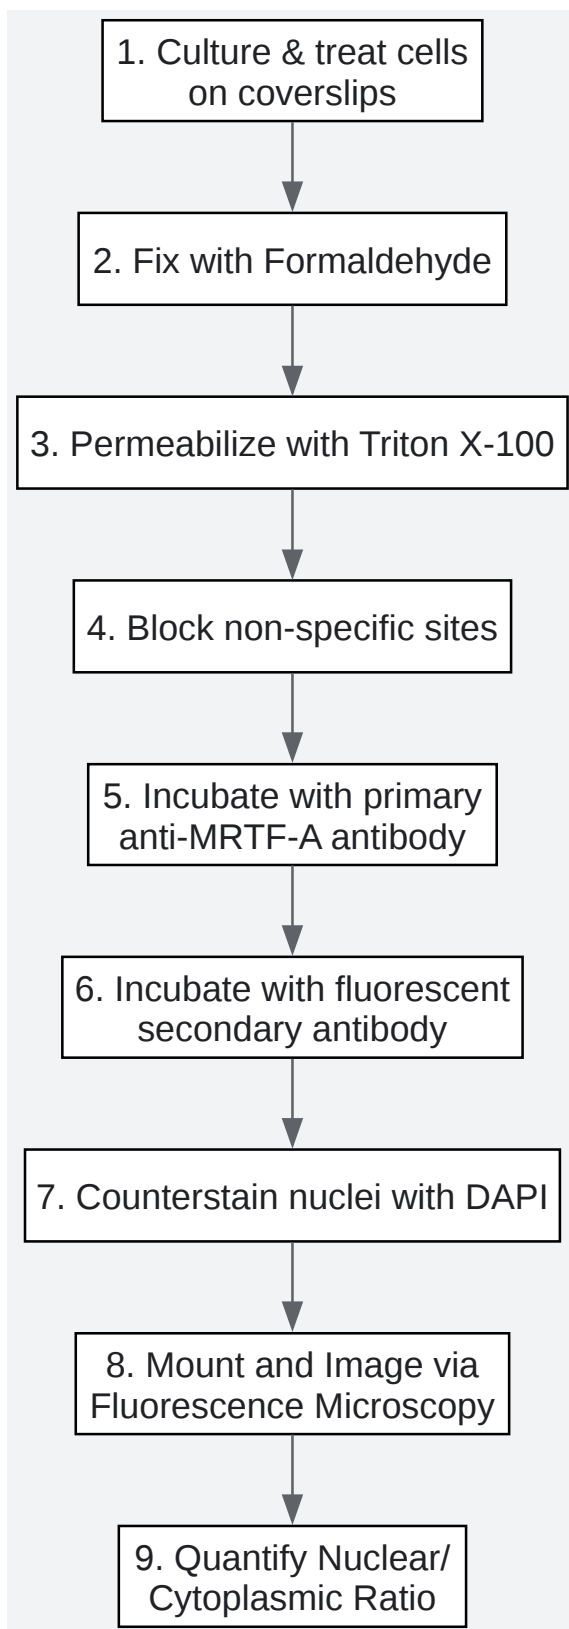 1. Culture & treat cells
on coverslips
2. Fix with Formaldehyde
3. Permeabilize with Triton X-100
4. Block non-specific sites
5. Incubate with primary
anti-MRTF-A antibody
6. Incubate with fluorescent
secondary antibody
7. Counterstain nuclei with DAPI
8. Mount and Image via
Fluorescence Microscopy
9. Quantify Nuclear/
Cytoplasmic Ratio